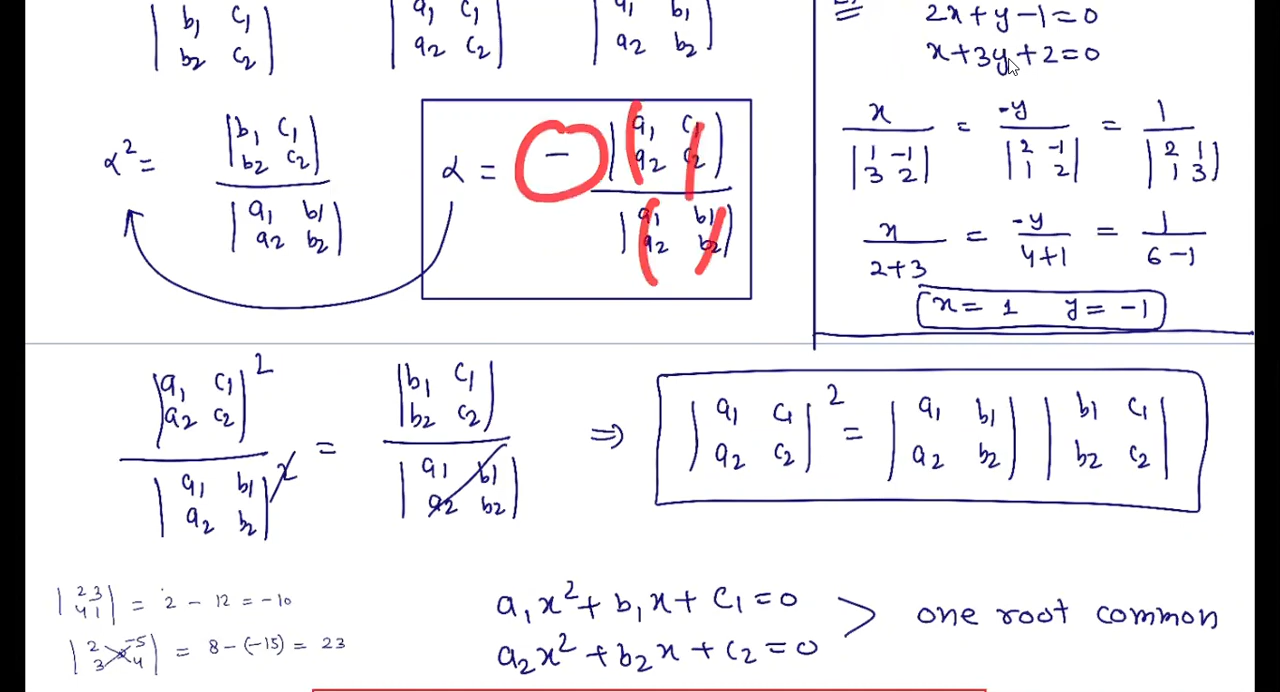 | b₁ c₁ |
| b₂ c₂ |
| a₁ c₁ |
| a₂ c₂ |
| a₁ b₁ |
| a₂ b₂ |
α² = |b₁ c₁|
|b₂ c₂|
|a₁ b₁|
|a₂ b₂|
α = − |a₁ c₁|
|a₂ c₂|
|a₁ b₁|
|a₂ b₂|
2x + y − 1 = 0
x + 3y + 2 = 0
x = −y = 1
|1 −1| |2 −1| |2 1|
|3 2| |1 2| |1 3|
x = −y = 1
2+3 4+1 6−1
x = 1 y = −1
|a₁ c₁|² = |b₁ c₁|
|a₂ c₂| |b₂ c₂|
|a₁ b₁|² |a₁ b₁|
|a₂ b₂| |a₂ b₂|
⇒ |a₁ c₁|² = |a₁ b₁| |b₁ c₁|
|a₂ c₂| |a₂ b₂| |b₂ c₂|
|2 3| = 2 − 12 = −10
|4 1|
|2 −5| = 8 − (−15) = 23
|3 4|
a₁x² + b₁x + c₁ = 0
a₂x² + b₂x + c₂ = 0
> one root common